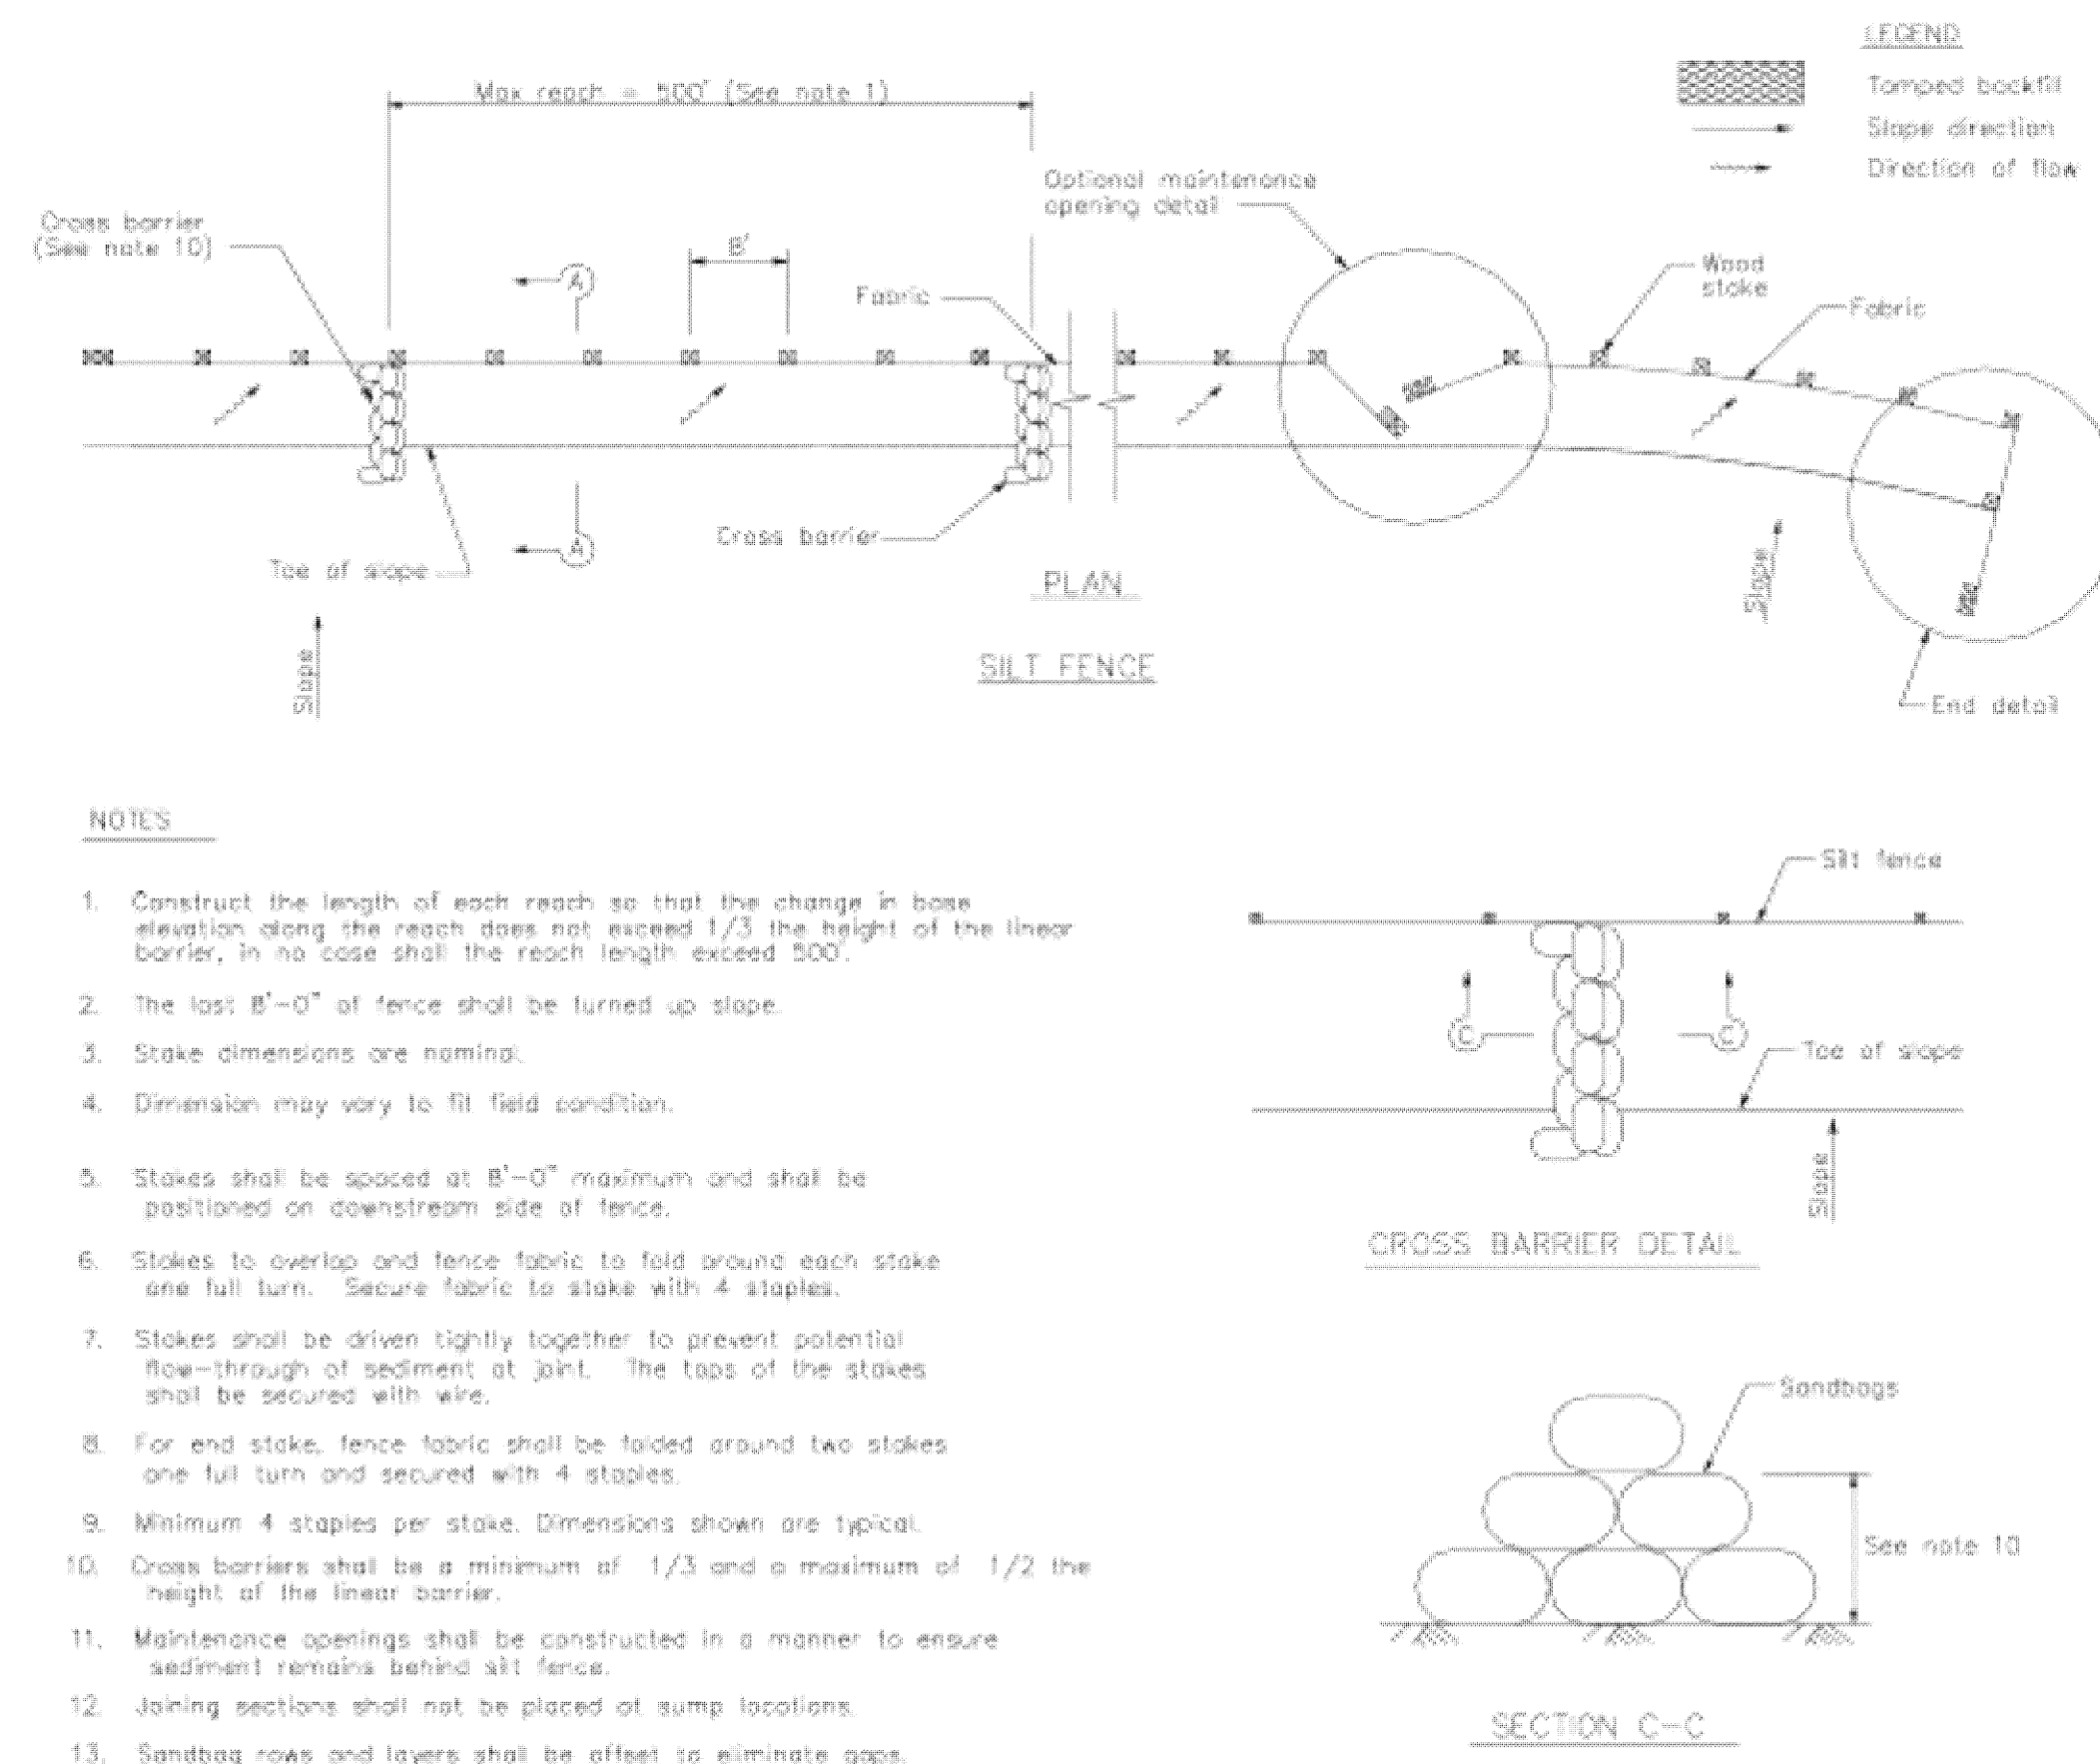 LEGEND
Tamped backfill
Slope direction
Direction of flow
Max reach = 500' (See note 1)
Optional maintenance
opening detail
Cross barrier
(See note 10)
8'
A
Fabric
Wood
stake
Fabric
Cross barrier
A
Toe of slope
PLAN
Slope
Slope
SILT FENCE
End detail
NOTES
1. Construct the length of each reach so that the change in base
elevation along the reach does not exceed 1/3 the height of the linear
barrier, in no case shall the reach length exceed 500'.
2. The last 8'-0" of fence shall be turned up slope.
3. Stake dimensions are nominal.
4. Dimension may vary to fit field condition.
5. Stakes shall be spaced at 8'-0" maximum and shall be
positioned on downstream side of fence.
6. Stakes to overlap and fence fabric to fold around each stake
one full turn. Secure fabric to stake with 4 staples.
7. Stakes shall be driven tightly together to prevent potential
flow-through of sediment at joint. The tops of the stakes
shall be secured with wire.
8. For end stake, fence fabric shall be folded around two stakes
one full turn and secured with 4 staples.
9. Minimum 4 staples per stake. Dimensions shown are typical.
10. Cross barriers shall be a minimum of 1/3 and a maximum of 1/2 the
height of the linear barrier.
11. Maintenance openings shall be constructed in a manner to ensure
sediment remains behind silt fence.
12. Joining sections shall not be placed at sump locations.
13. Sandbag rows and layers shall be offset to eliminate gaps.
Silt fence
C
C
Toe of slope
Slope
CROSS BARRIER DETAIL
Sandbags
See note 10
SECTION C-C